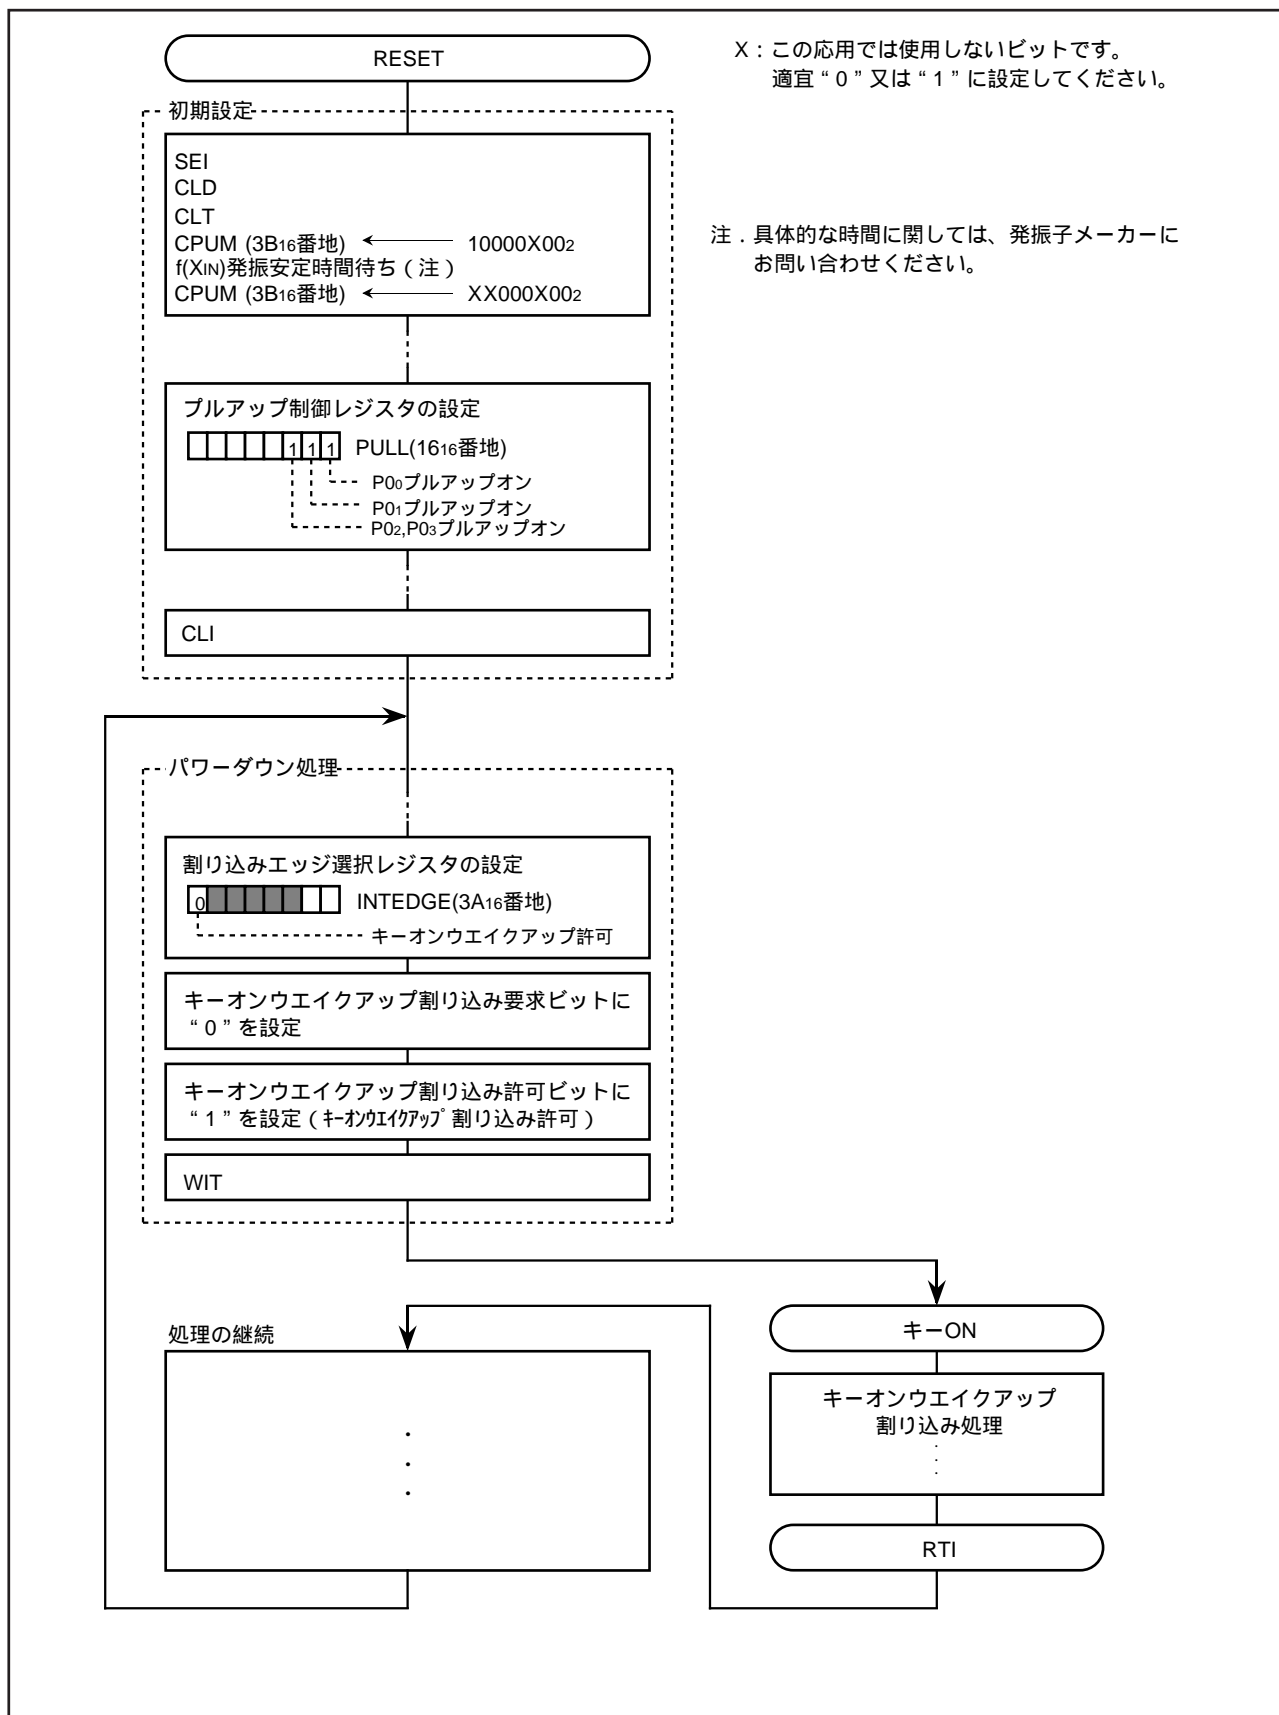 RESET
X：この応用では使用しないビットです。
適宜“0”又は“1”に設定してください。
初期設定
SEI
CLD
CLT
CPUM (3B16番地) ← 10000X002
f(XIN)発振安定時間待ち（注）
CPUM (3B16番地) ← XX000X002
注．具体的な時間に関しては、発振子メーカーに
お問い合わせください。
プルアップ制御レジスタの設定
1 1 1 PULL(1616番地)
P00プルアップオン
P01プルアップオン
P02,P03プルアップオン
CLI
パワーダウン処理
割り込みエッジ選択レジスタの設定
0 INTEDGE(3A16番地)
キーオンウエイクアップ許可
キーオンウエイクアップ割り込み要求ビットに
“0”を設定
キーオンウエイクアップ割り込み許可ビットに
“1”を設定（ｷｰｵﾝｳｴｲｸｱｯﾌﾟ割り込み許可）
WIT
処理の継続
キーON
キーオンウエイクアップ
割り込み処理
RTI